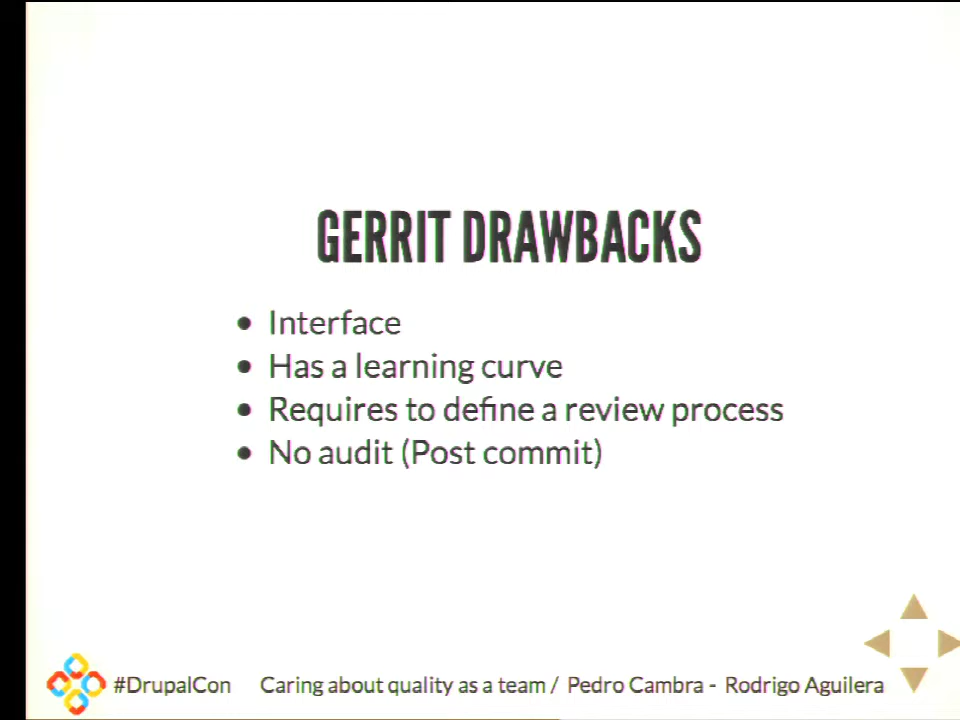 GERRIT DRAWBACKS
Interface
Has a learning curve
Requires to define a review process
No audit (Post commit)
#DrupalCon Caring about quality as a team / Pedro Cambra - Rodrigo Aguilera